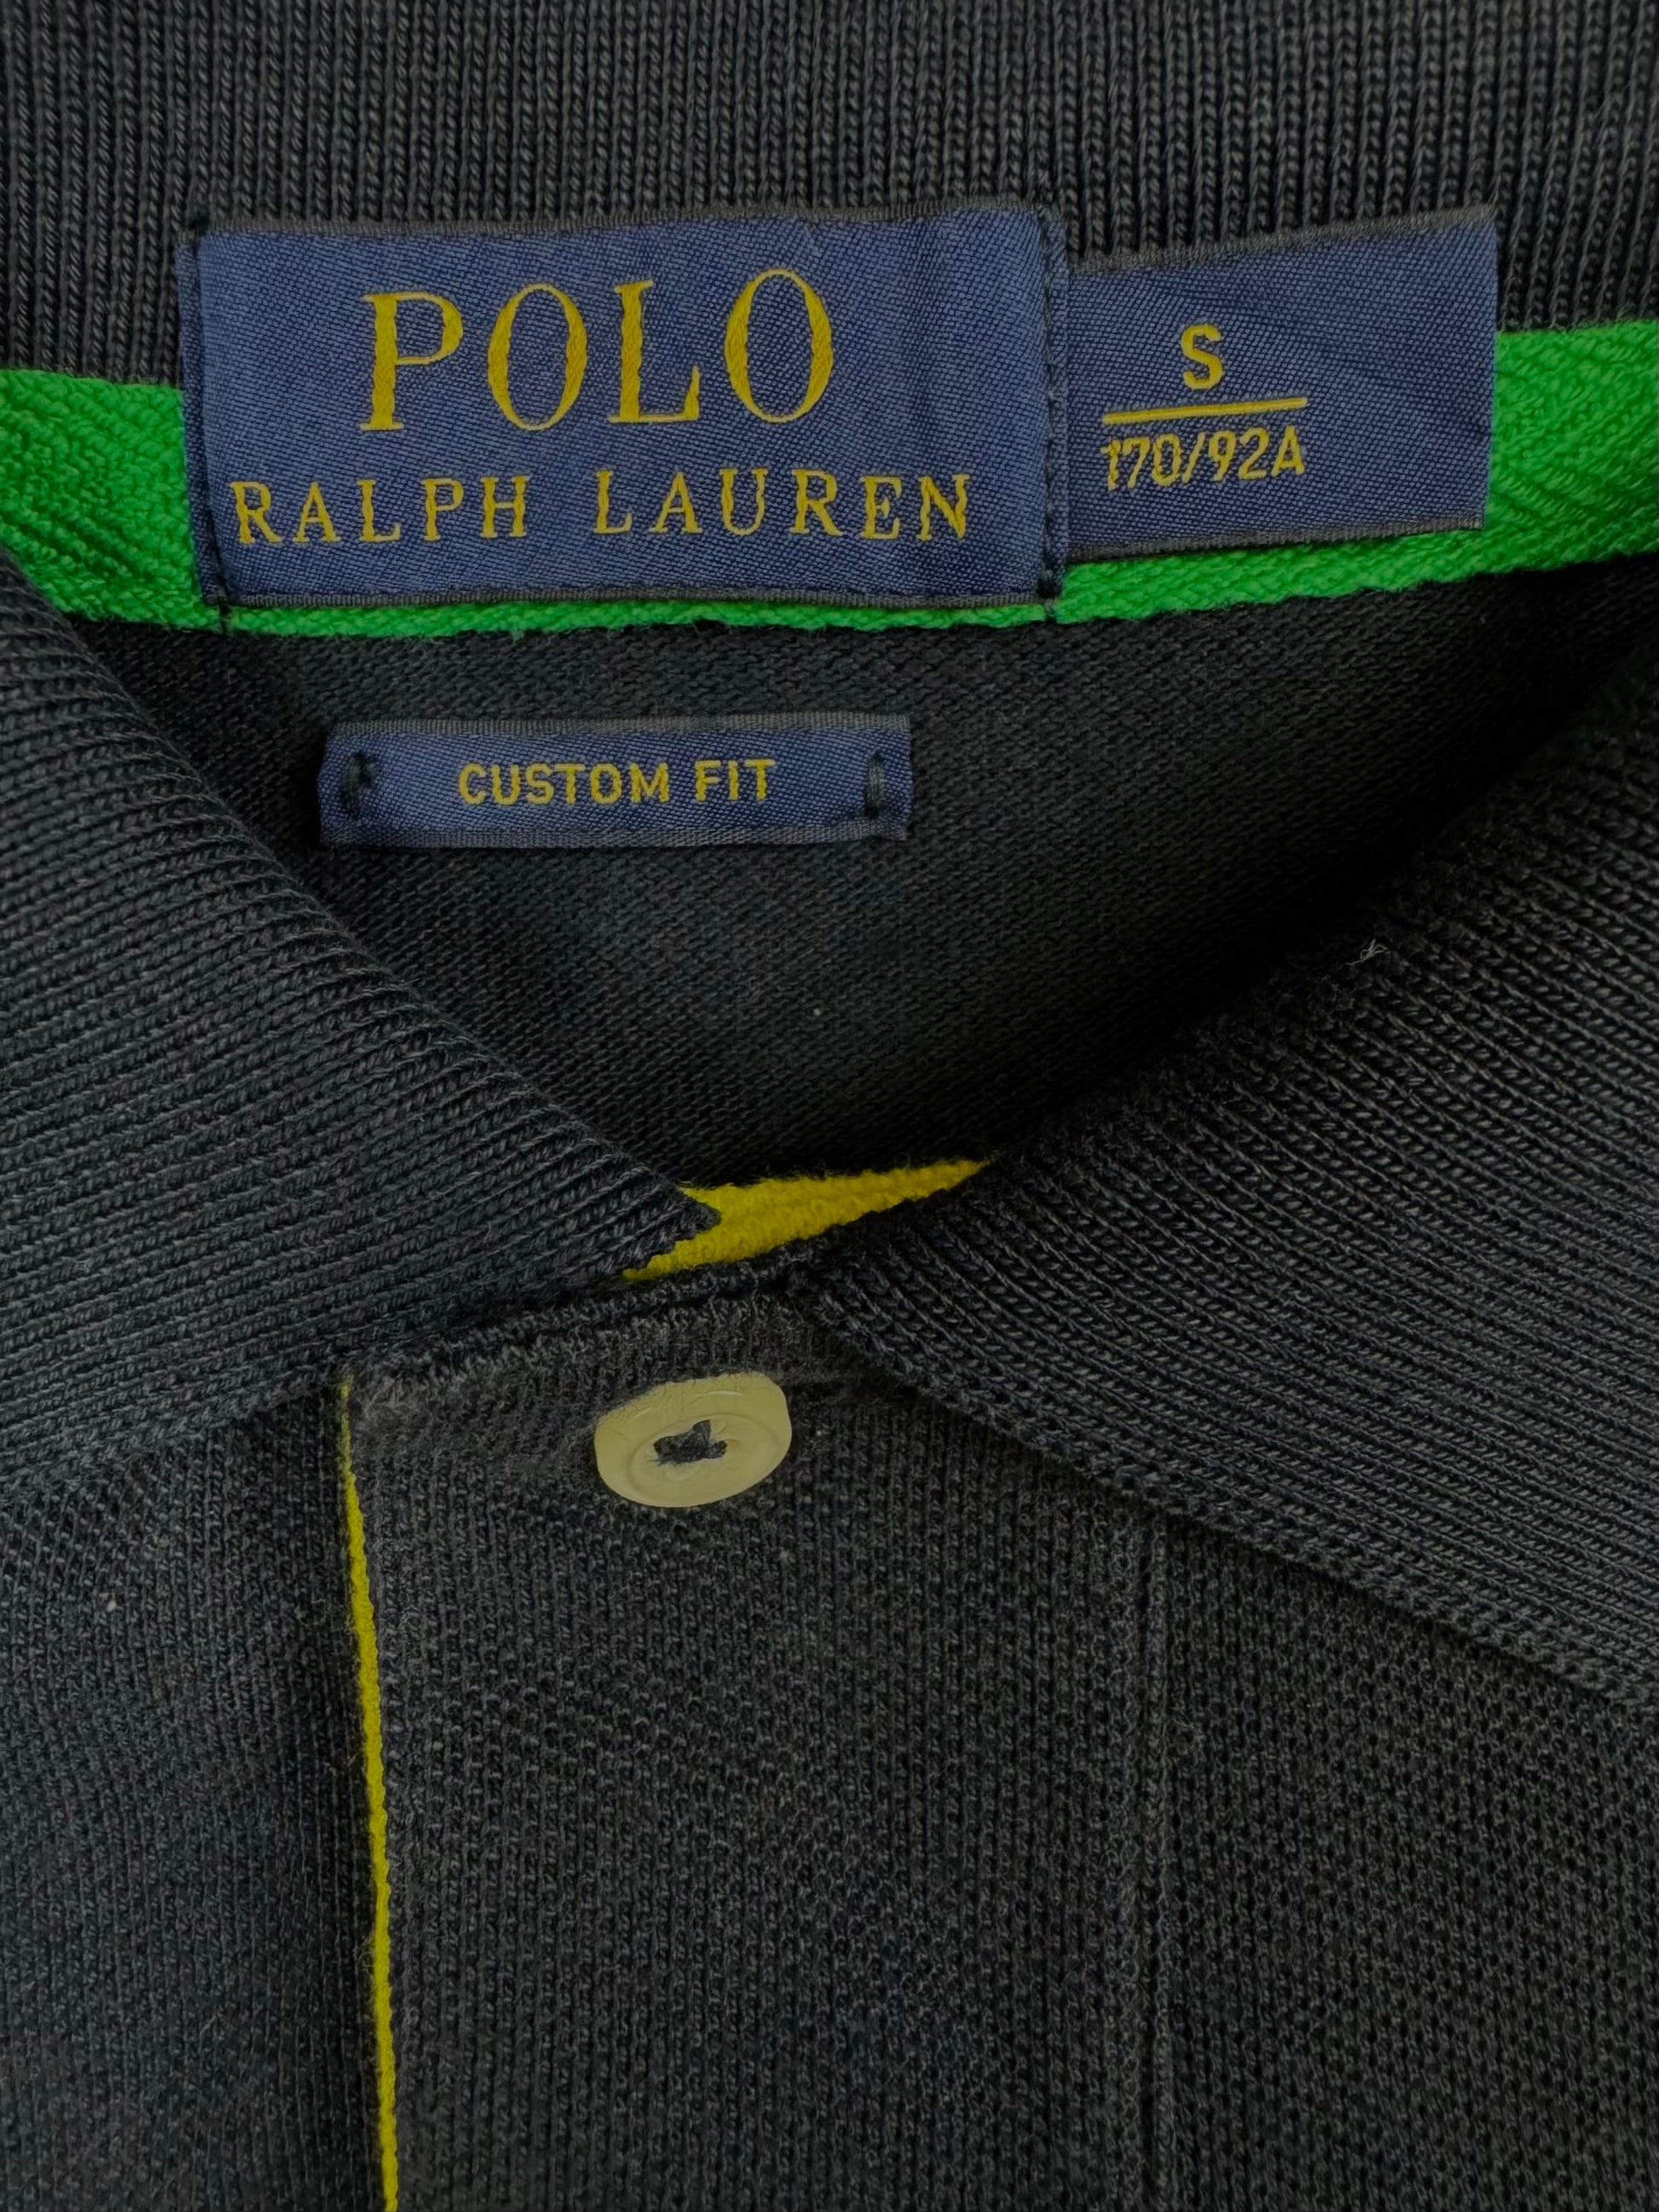 POLO
RALPH LAUREN
S
170/92A
CUSTOM FIT